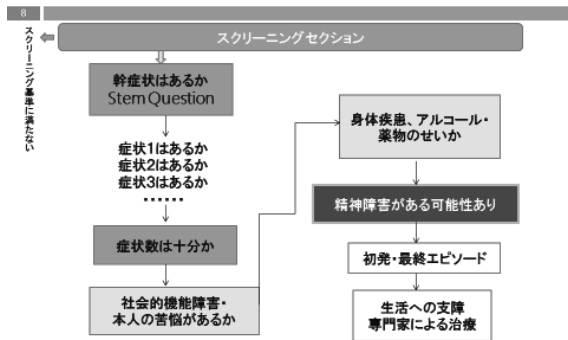 8
スクリーニングセクション
スクリーニング基準に満たない
幹症状はあるか
Stem Question
症状1はあるか
症状2はあるか
症状3はあるか
・・・・・・
症状数は十分か
社会的機能障害・
本人の苦悩があるか
身体疾患、アルコール・
薬物のせいか
精神障害がある可能性あり
初発・最終エピソード
生活への支障
専門家による治療